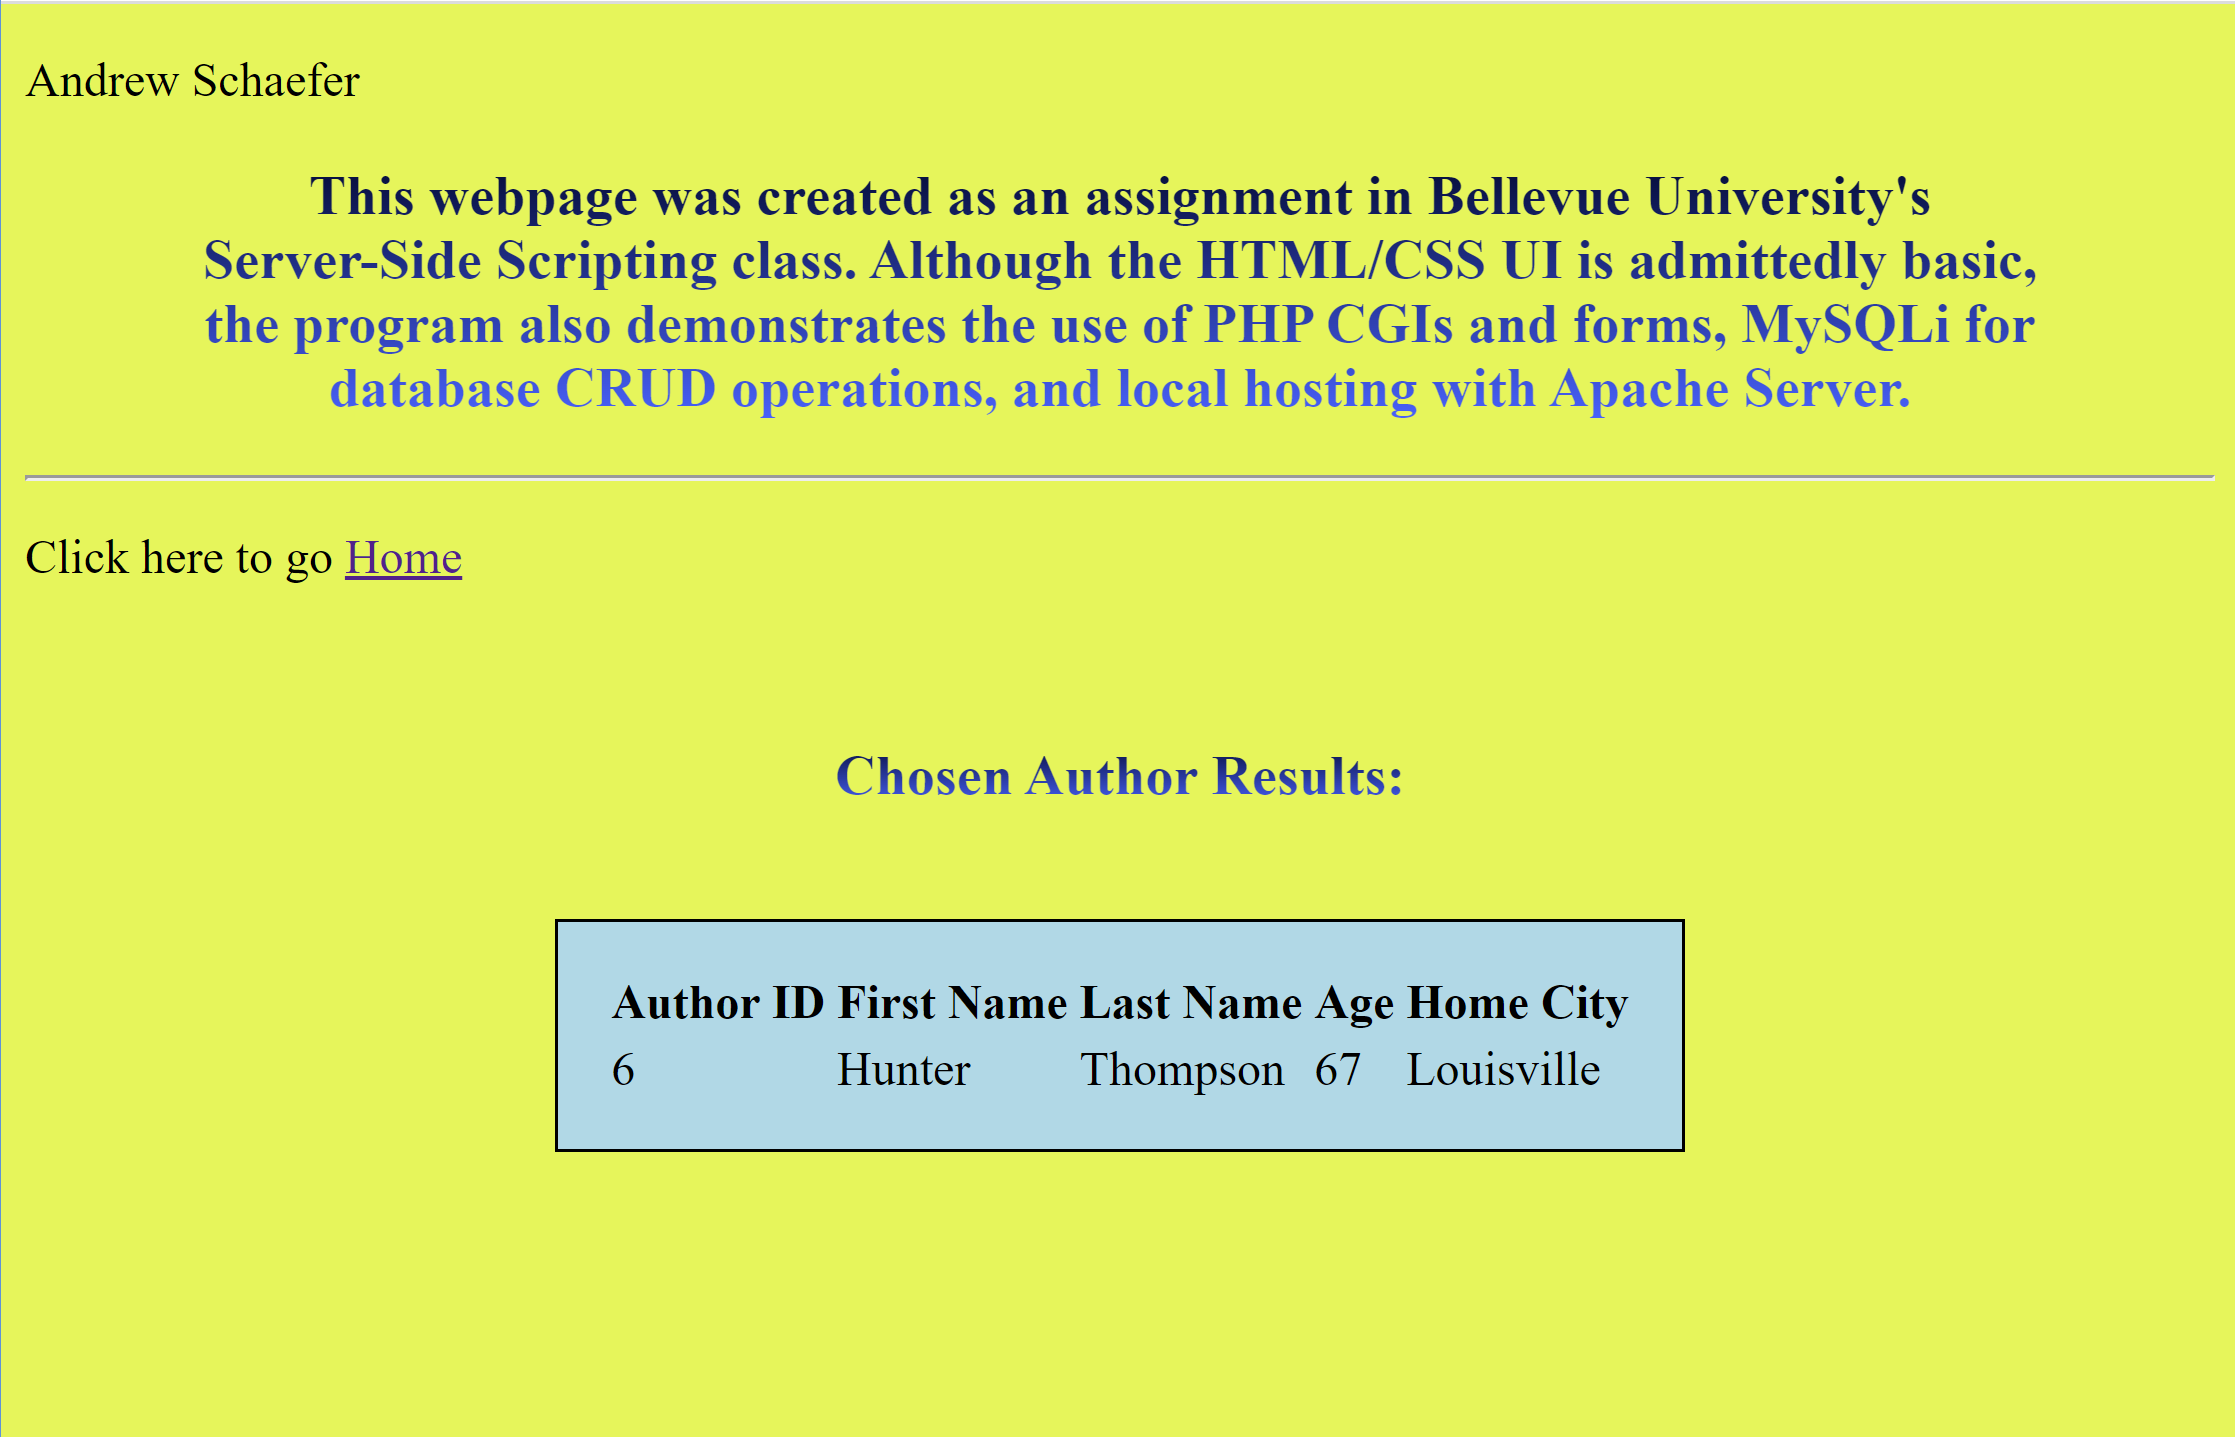 Andrew Schaefer
This webpage was created as an assignment in Bellevue University's
Server-Side Scripting class. Although the HTML/CSS UI is admittedly basic,
the program also demonstrates the use of PHP CGIs and forms, MySQLi for
database CRUD operations, and local hosting with Apache Server.
Click here to go Home
Chosen Author Results:
Author ID First Name Last Name Age Home City
6 Hunter Thompson 67 Louisville